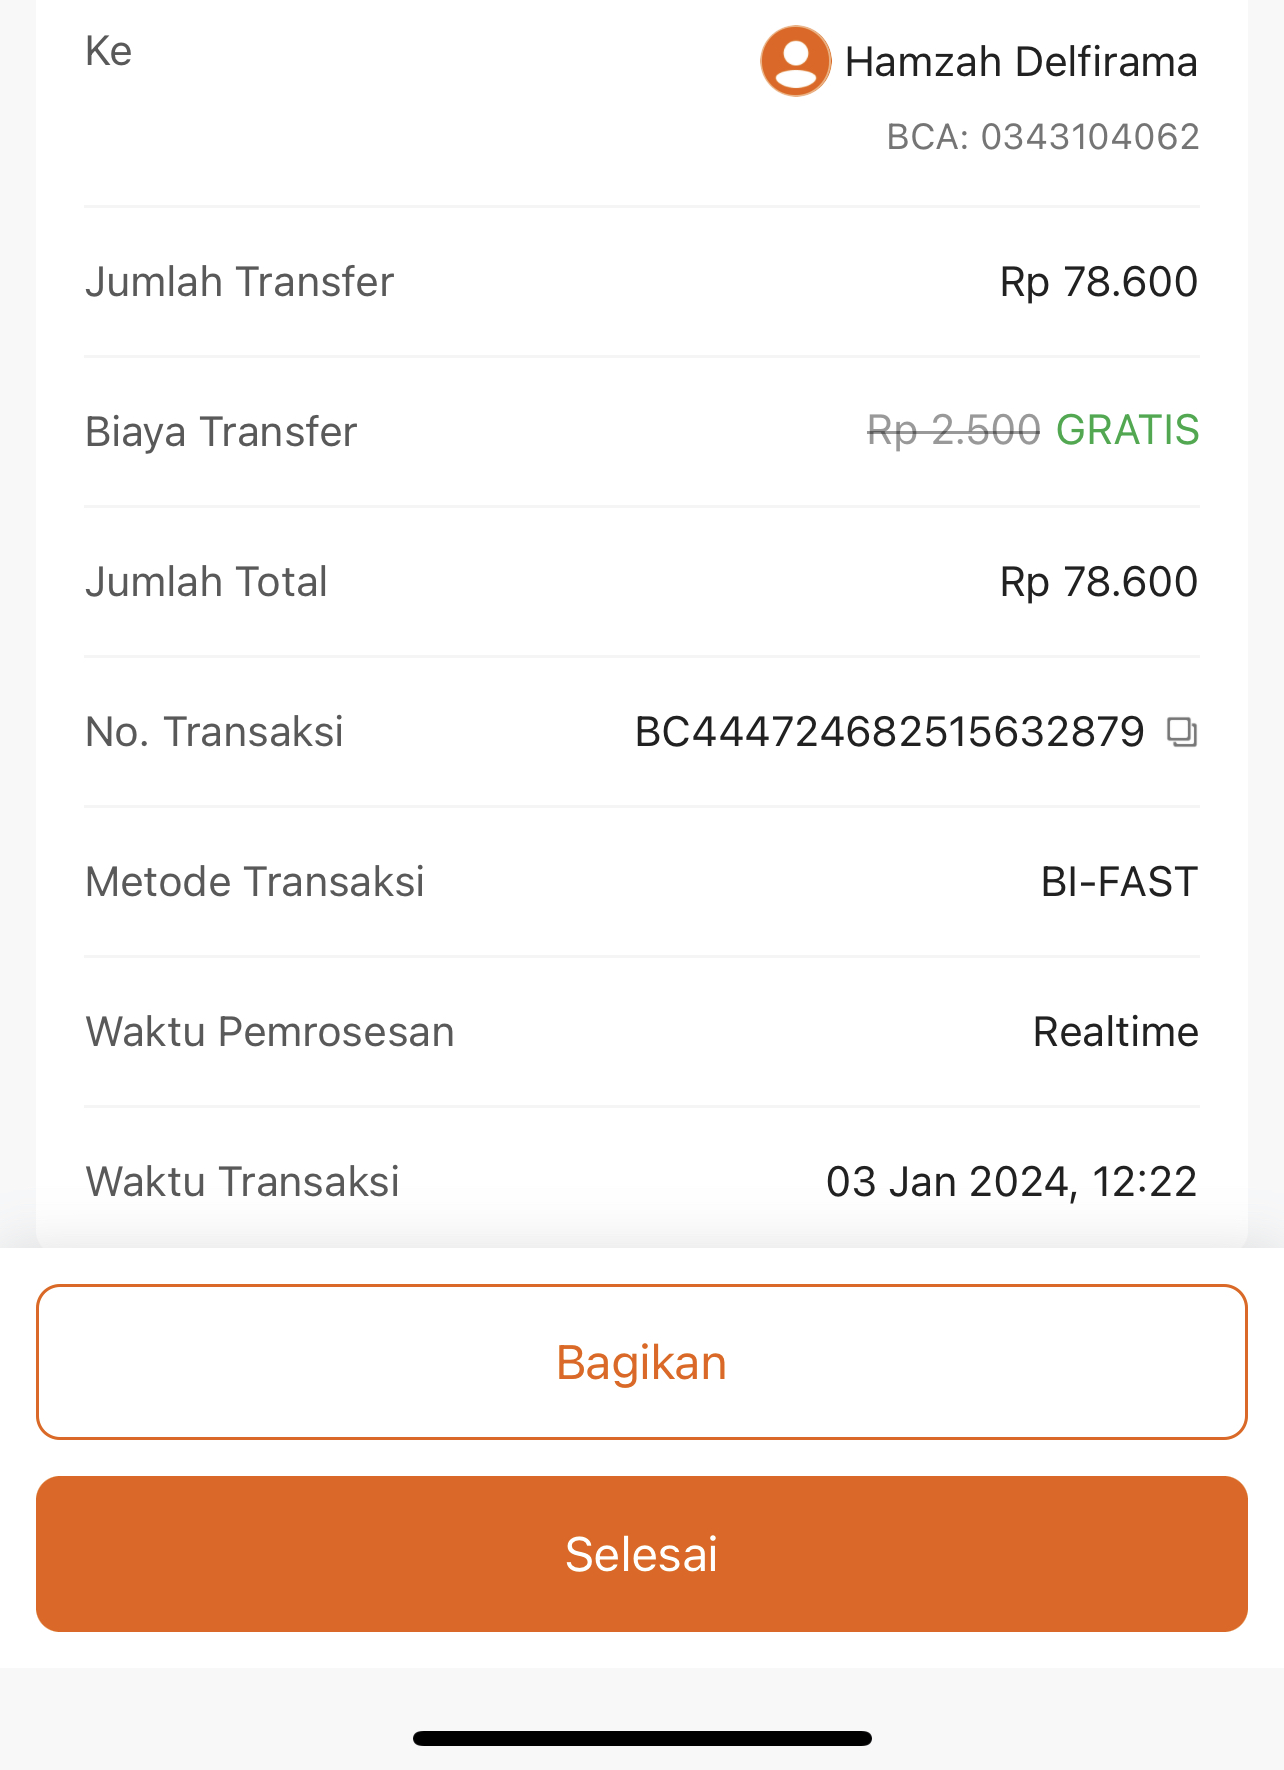 Ke
Hamzah Delfirama
BCA: 0343104062
Jumlah Transfer Rp 78.600
Biaya Transfer Rp 2.500 GRATIS
Jumlah Total Rp 78.600
No. Transaksi BC444724682515632879
Metode Transaksi BI-FAST
Waktu Pemrosesan Realtime
Waktu Transaksi 03 Jan 2024, 12:22
Bagikan
Selesai